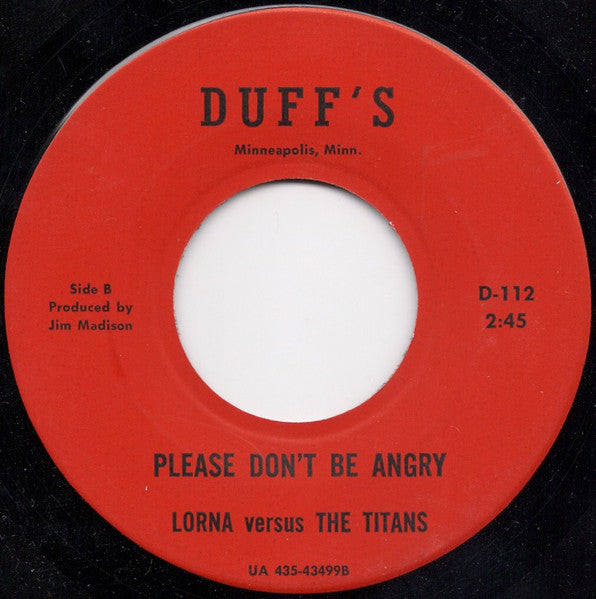 DUFF'S
Minneapolis, Minn.
Side B
Produced by
Jim Madison
D-112
2:45
PLEASE DON'T BE ANGRY
LORNA versus THE TITANS
UA 435-43499B